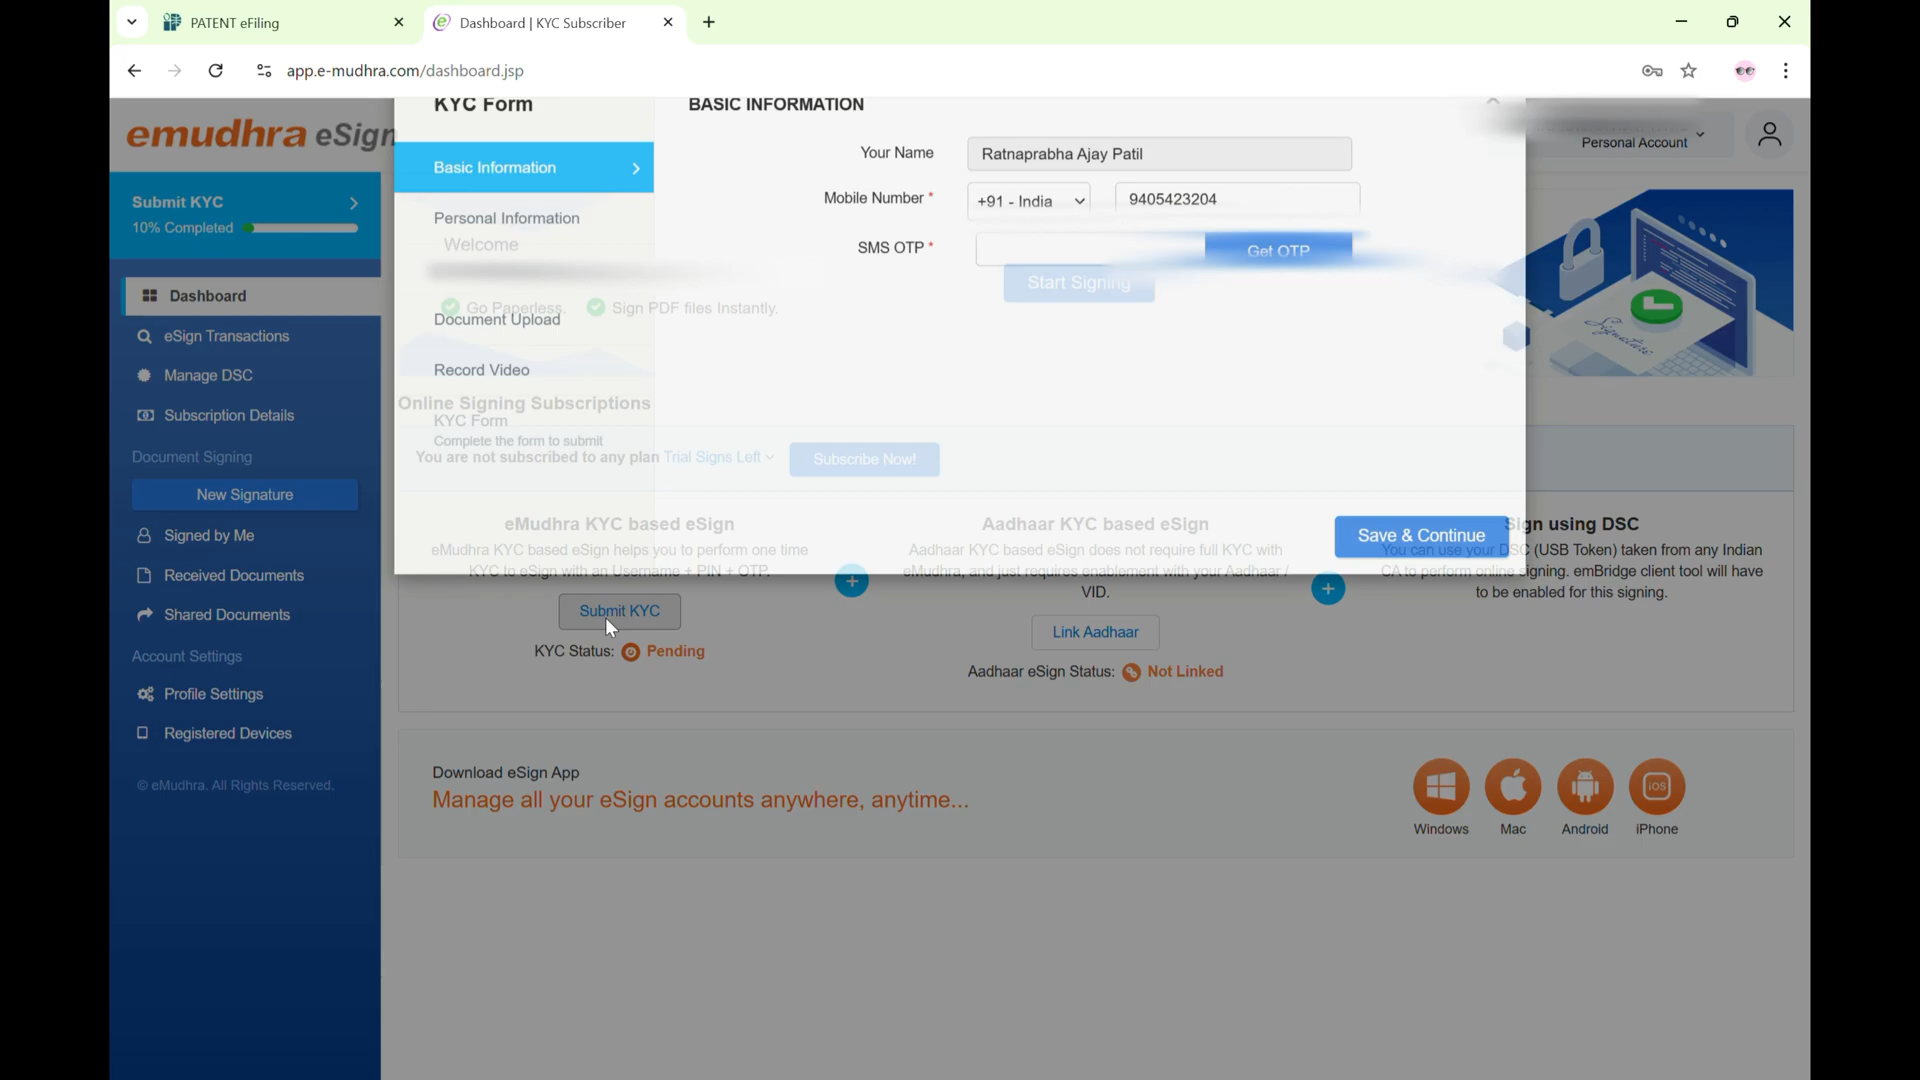 PATENT eFiling
Dashboard | KYC Subscriber
app.e-mudhra.com/dashboard.jsp
emudhra eSign
Personal Account
Submit KYC
10% Completed
Dashboard
eSign Transactions
Manage DSC
Subscription Details
Document Signing
New Signature
Signed by Me
Received Documents
Shared Documents
Account Settings
Profile Settings
Registered Devices
© eMudhra. All Rights Reserved.
KYC Form
Basic Information
Personal Information
Document Upload
Record Video
KYC Form
Complete the form to submit
BASIC INFORMATION
Your Name
Ratnaprabha Ajay Patil
Mobile Number *
+91 - India
9405423204
SMS OTP *
Get OTP
Save & Continue
Welcome
Start Signing
Go Paperless.
Sign PDF files Instantly.
Signature
Online Signing Subscriptions
You are not subscribed to any plan
Trial Signs Left
Subscribe Now!
eMudhra KYC based eSign
eMudhra KYC based eSign helps you to perform one time
KYC to eSign with an Username + PIN + OTP.
Submit KYC
KYC Status: Pending
Aadhaar KYC based eSign
Aadhaar KYC based eSign does not require full KYC with
eMudhra, and just requires enablement with your Aadhaar /
VID.
Link Aadhaar
Aadhaar eSign Status: Not Linked
ign using DSC
You can use your DSC (USB Token) taken from any Indian
CA to perform online signing. emBridge client tool will have
to be enabled for this signing.
Download eSign App
Manage all your eSign accounts anywhere, anytime...
Windows
Mac
Android
iOS
iPhone